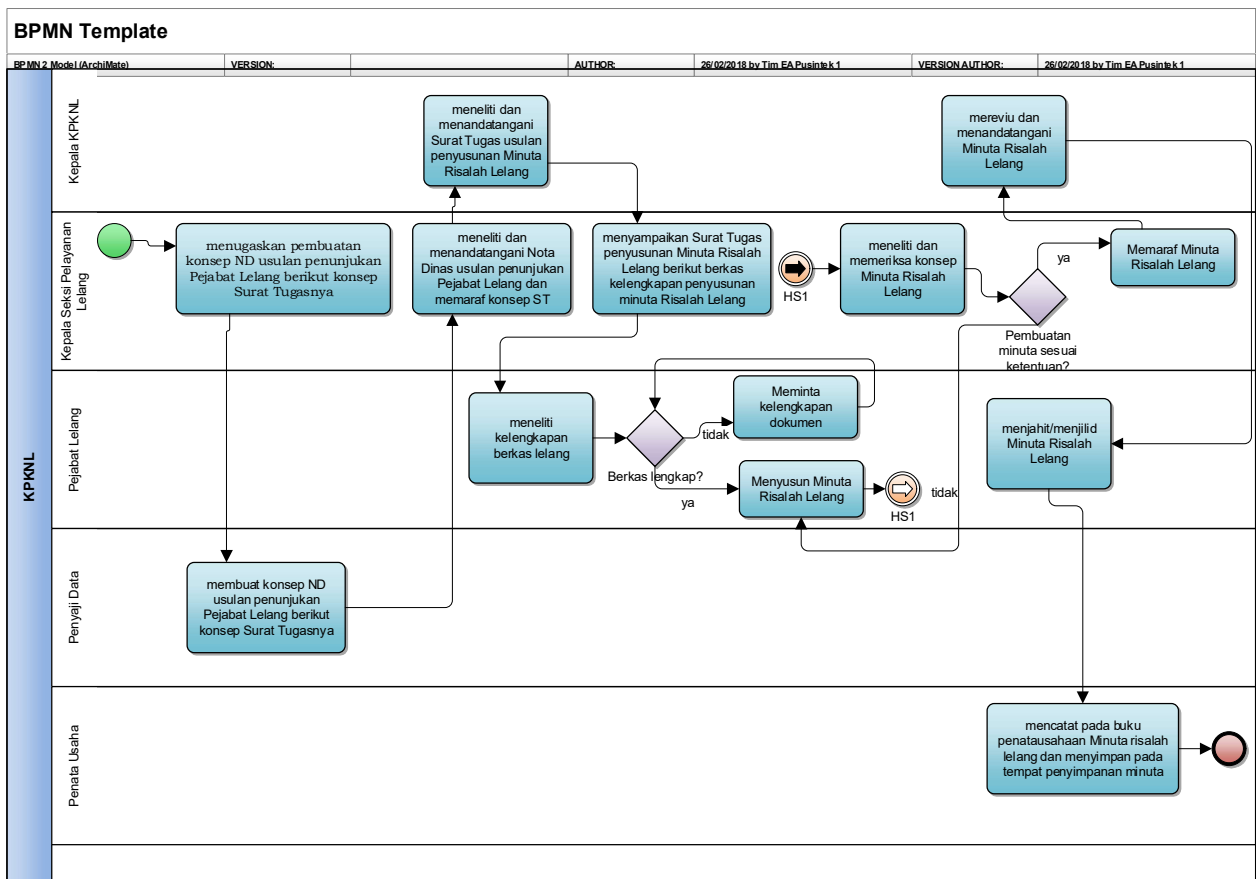 BPMN Template
BPMN 2 Model (ArchiMate)
VERSION:
AUTHOR:
26/02/2018 by Tim EA Pusintek 1
VERSION AUTHOR:
26/02/2018 by Tim EA Pusintek 1
KPKNL
Kepala KPKNL
meneliti dan
menandatangani
Surat Tugas usulan
penyusunan Minuta
Risalah Lelang
mereviu dan
menandatangani
Minuta Risalah
Lelang
Kepala Seksi Pelayanan
Lelang
menugaskan pembuatan
konsep ND usulan penunjukan
Pejabat Lelang berikut konsep
Surat Tugasnya
meneliti dan
menandatangani Nota
Dinas usulan penunjukan
Pejabat Lelang dan
memaraf konsep ST
menyampaikan Surat Tugas
penyusunan Minuta Risalah
Lelang berikut berkas
kelengkapan penyusunan
minuta Risalah Lelang
HS1
meneliti dan
memeriksa konsep
Minuta Risalah
Lelang
Pembuatan
minuta sesuai
ketentuan?
ya
Memaraf Minuta
Risalah Lelang
Pejabat Lelang
meneliti
kelengkapan
berkas lelang
Berkas lengkap?
tidak
Meminta
kelengkapan
dokumen
ya
Menyusun Minuta
Risalah Lelang
HS1
tidak
menjahit/menjilid
Minuta Risalah
Lelang
Penyaji Data
membuat konsep ND
usulan penunjukan
Pejabat Lelang berikut
konsep Surat Tugasnya
Penata Usaha
mencatat pada buku
penatausahaan Minuta risalah
lelang dan menyimpan pada
tempat penyimpanan minuta